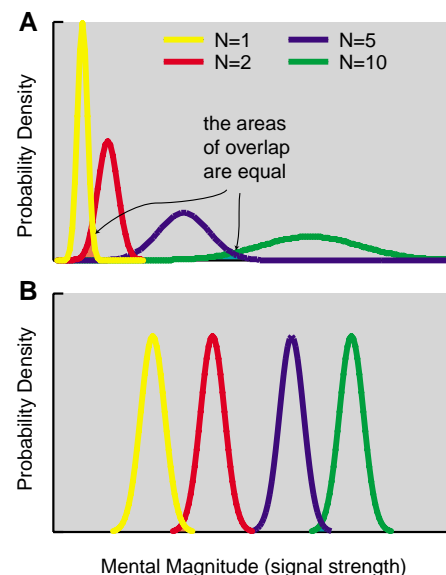 A
N=1
N=5
N=2
N=10
the areas
of overlap
are equal
Probability Density
B
Probability Density
Mental Magnitude (signal strength)